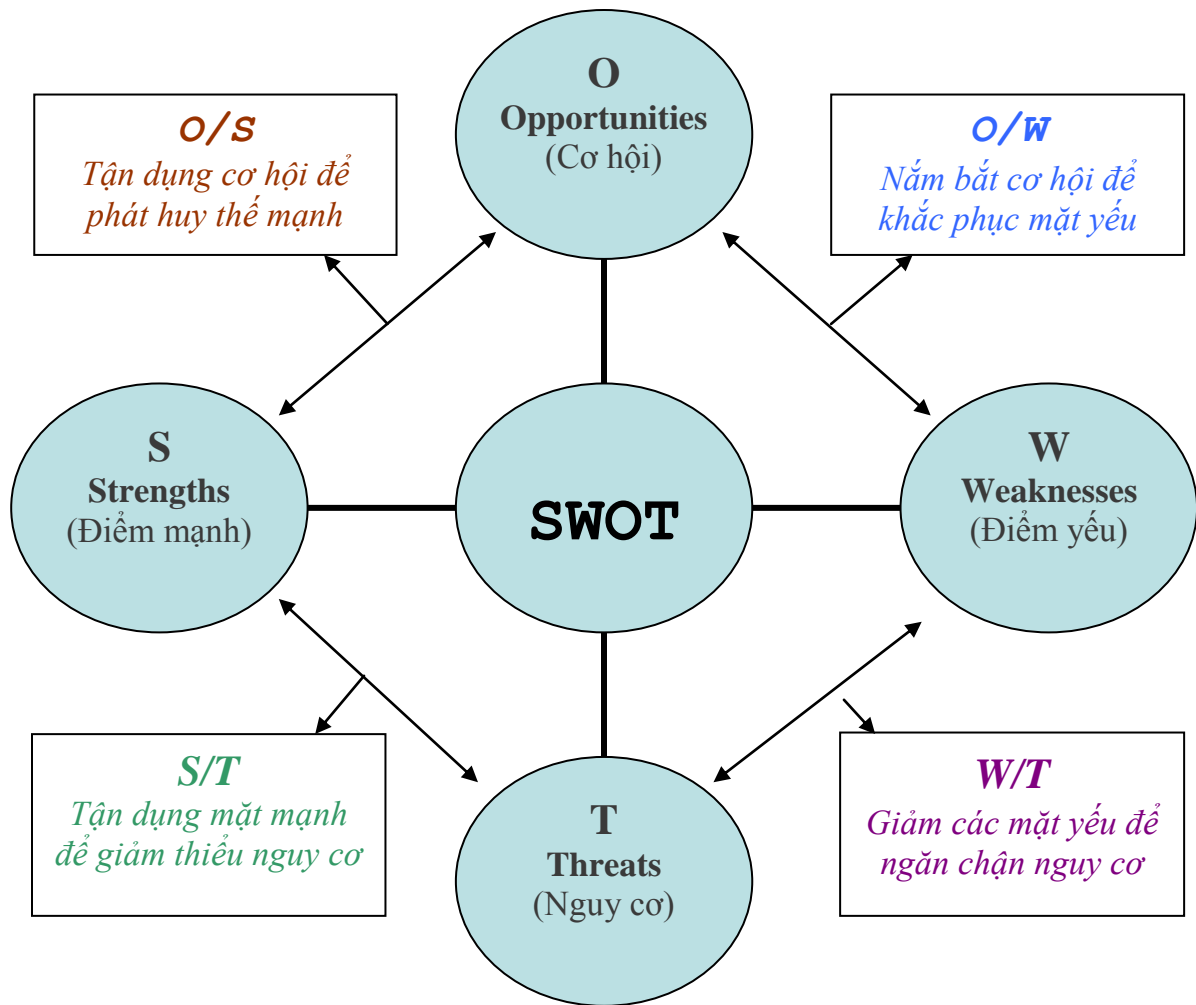 O
Opportunities
(Cơ hội)
O/S
Tận dụng cơ hội để
phát huy thế mạnh
O/W
Nắm bắt cơ hội để
khắc phục mặt yếu
S
Strengths
(Điểm mạnh)
SWOT
W
Weaknesses
(Điểm yếu)
S/T
Tận dụng mặt mạnh
để giảm thiểu nguy cơ
T
Threats
(Nguy cơ)
W/T
Giảm các mặt yếu để
ngăn chận nguy cơ